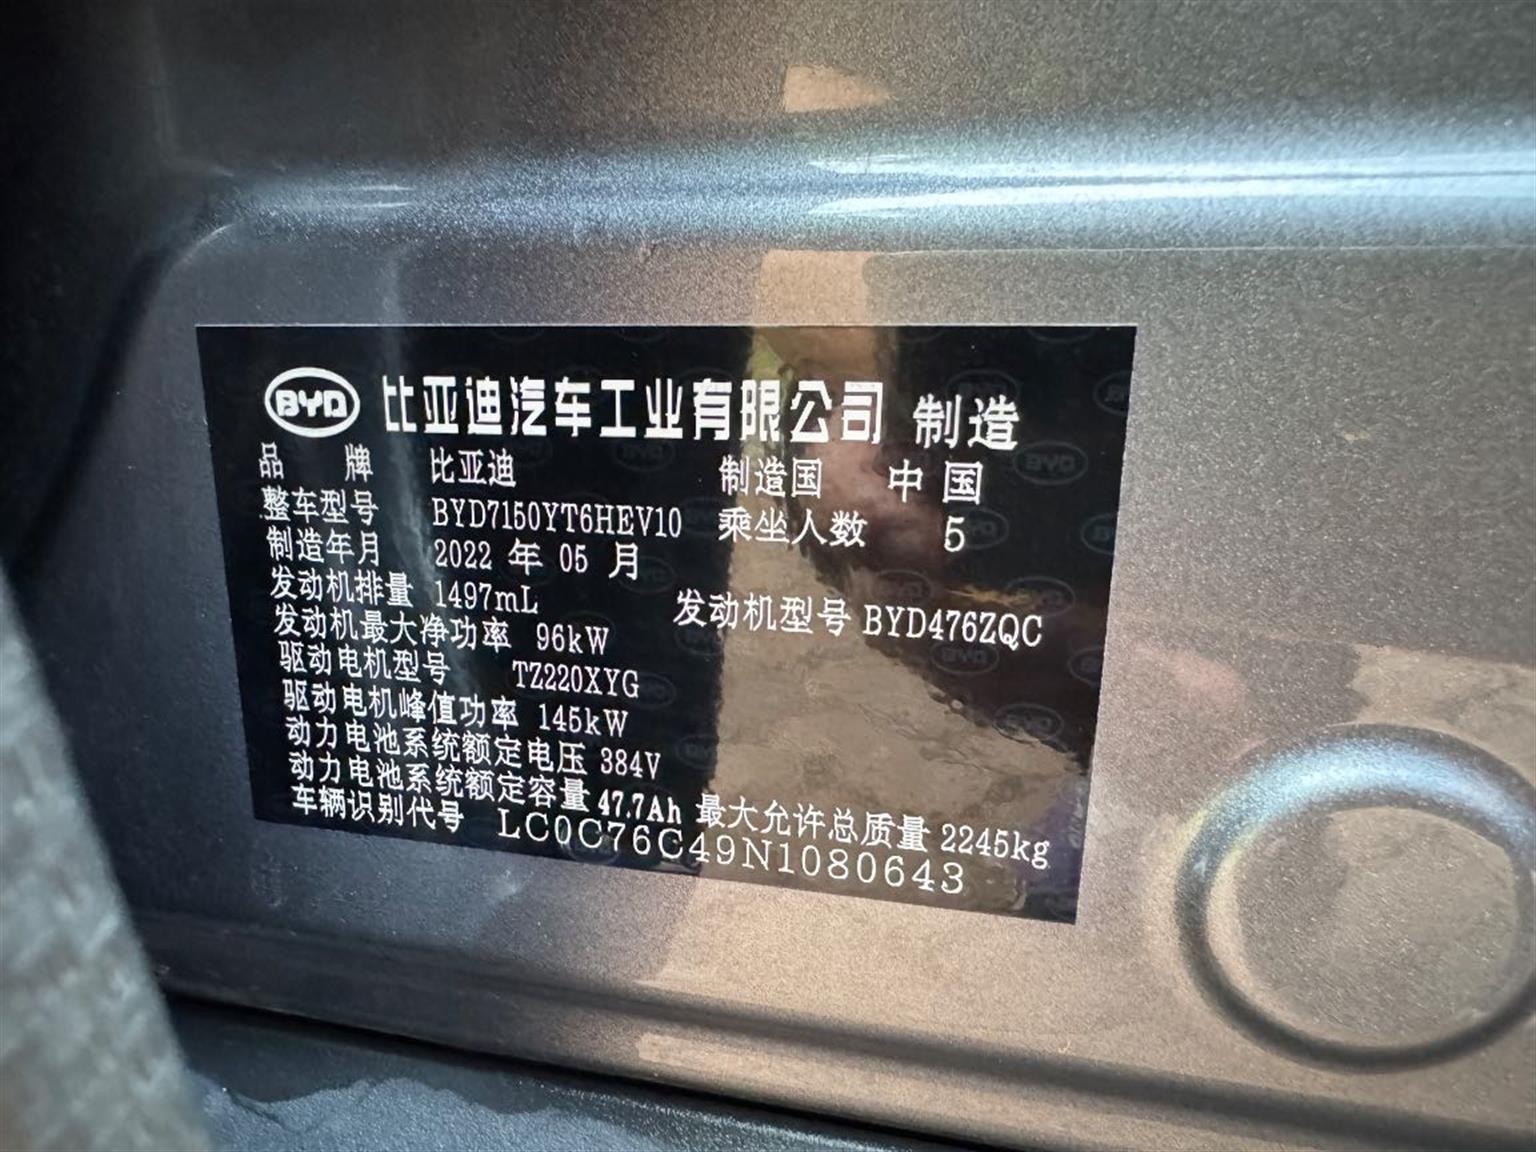 BYD 比亚迪汽车工业有限公司 制造
品牌 比亚迪 制造国 中国
整车型号 BYD7150YT6HEV10 乘坐人数 5
制造年月 2022 年 05 月
发动机排量 1497mL 发动机型号 BYD476ZQC
发动机最大净功率 96kW
驱动电机型号 TZ220XYG
驱动电机峰值功率 145kW
动力电池系统额定电压 384V
动力电池系统额定容量 47.7Ah 最大允许总质量 2245kg
车辆识别代号 LC0C76C49N1080643